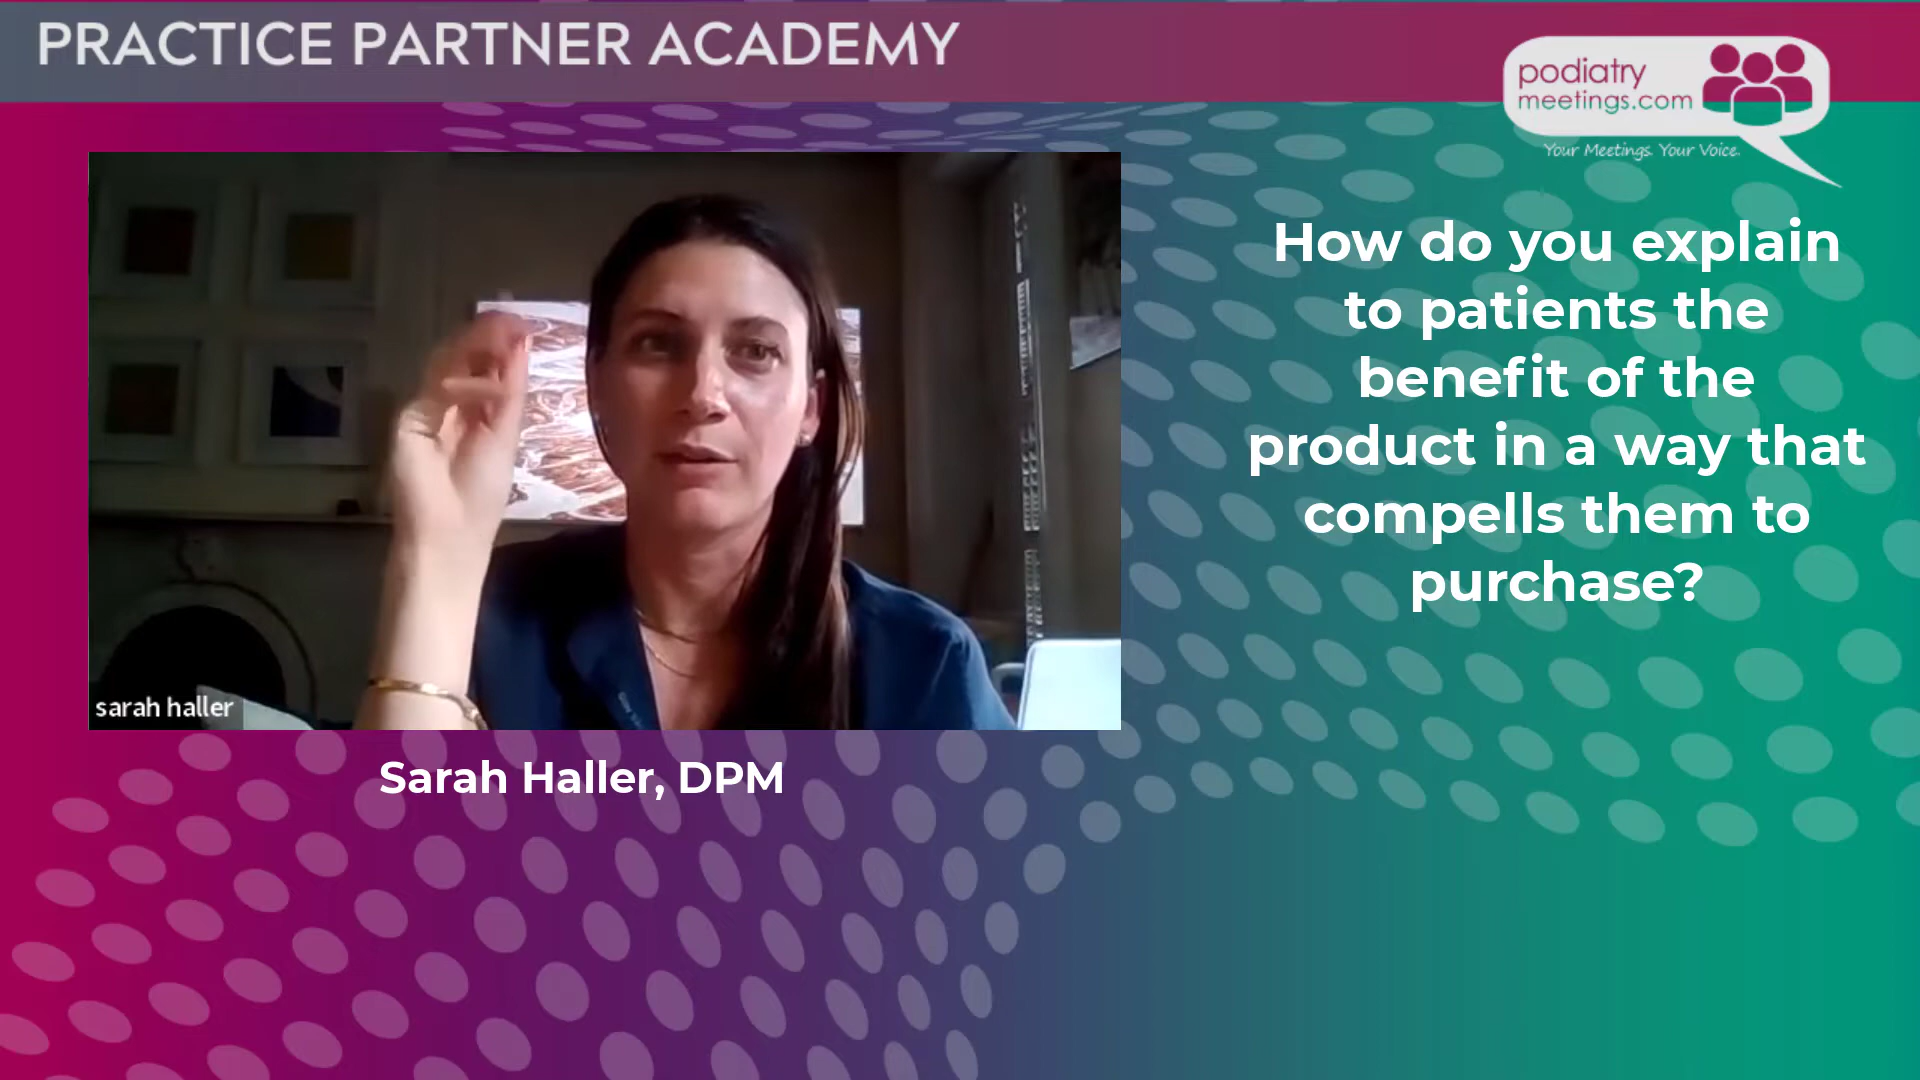 PRACTICE PARTNER ACADEMY
podiatry
meetings.com
Your Meetings. Your Voice.
How do you explain
to patients the
benefit of the
product in a way that
compells them to
purchase?
sarah haller
Sarah Haller, DPM